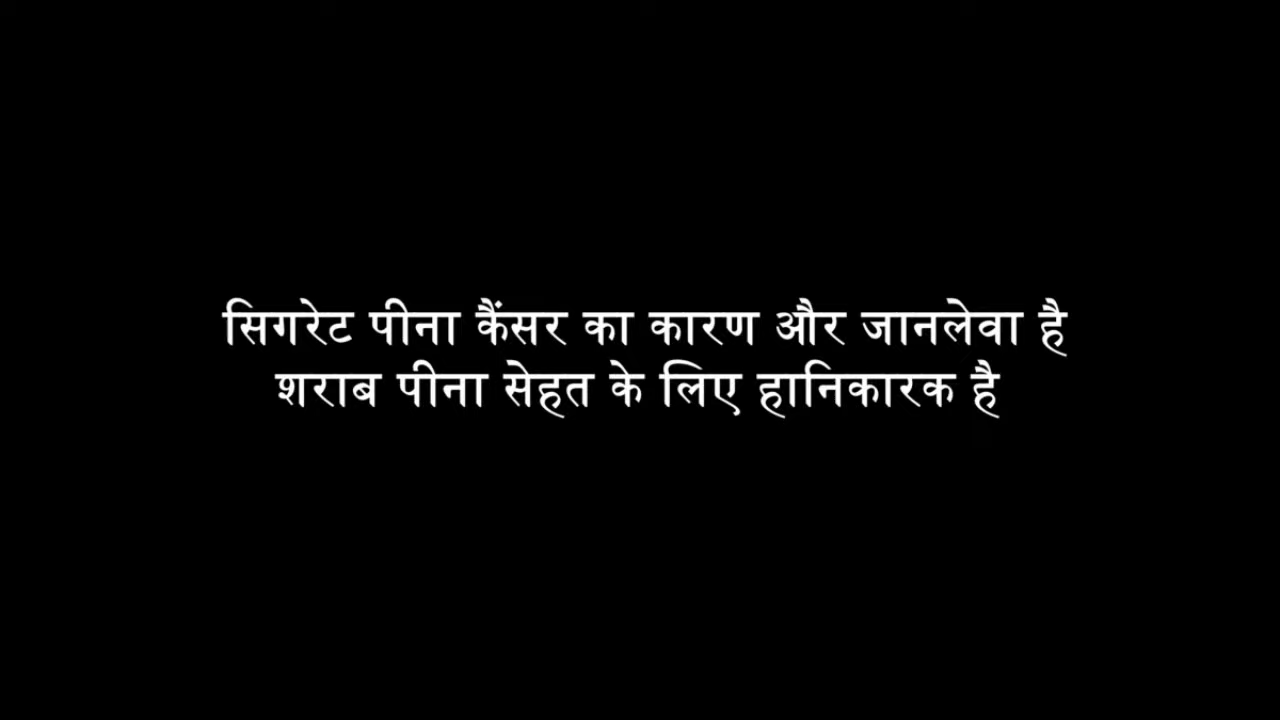 सिगरेट पीना कैंसर का कारण और जानलेवा है
शराब पीना सेहत के लिए हानिकारक है